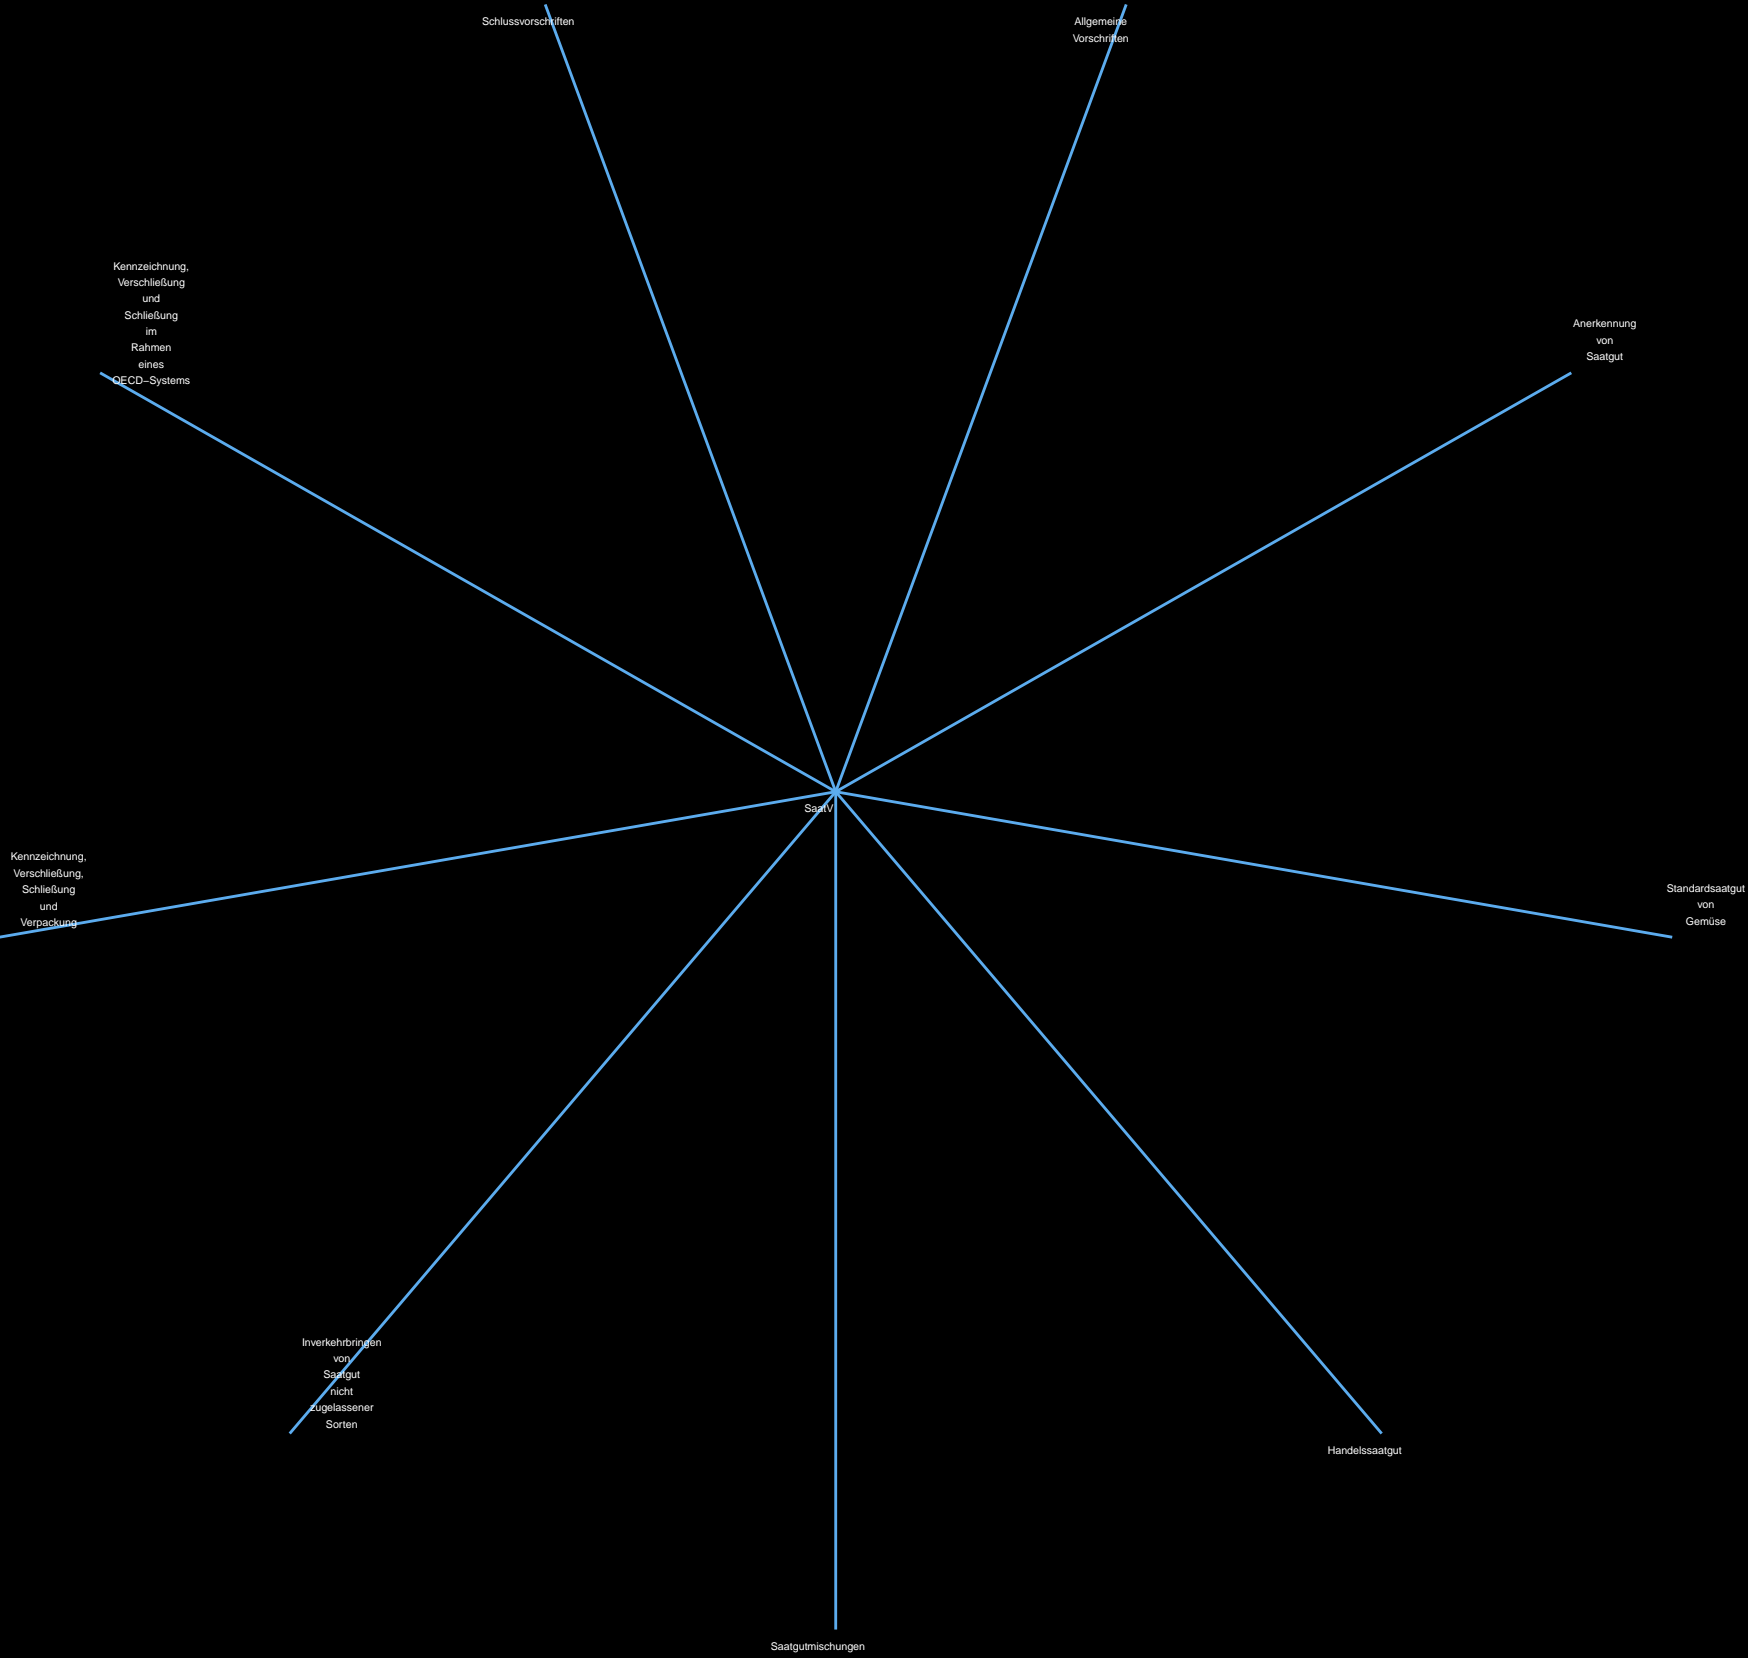 Schlussvorschriften
Allgemeine
Vorschriften
Kennzeichnung,
Verschließung
und
Schließung
im
Rahmen
eines
OECD–Systems
Anerkennung
von
Saatgut
SaatV
Kennzeichnung,
Verschließung,
Schließung
und
Verpackung
Standardsaatgut
von
Gemüse
Inverkehrbringen
von
Saatgut
nicht
zugelassener
Sorten
Handelssaatgut
Saatgutmischungen